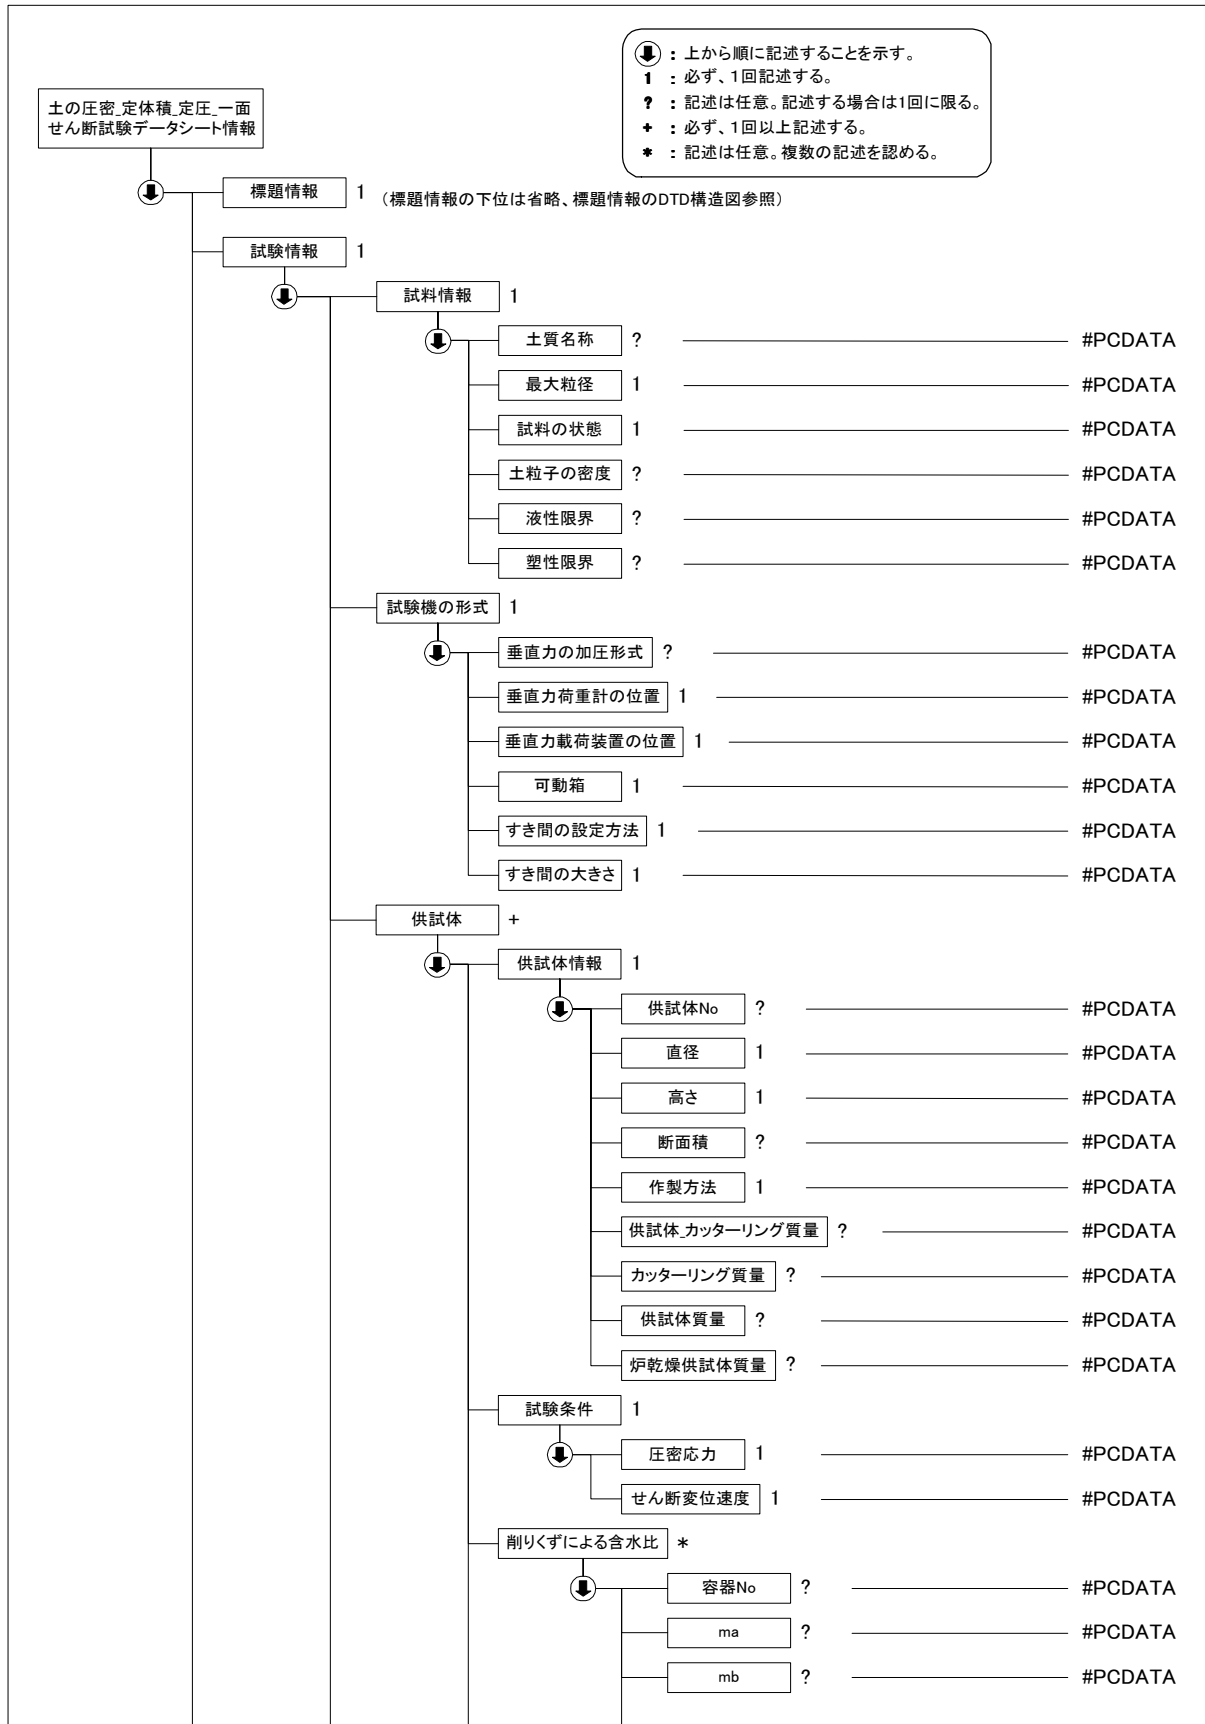 ：上から順に記述することを示す。
1 ：必ず、1回記述する。
? ：記述は任意。記述する場合は1回に限る。
+ ：必ず、1回以上記述する。
* ：記述は任意。複数の記述を認める。
土の圧密_定体積_定圧_一面
せん断試験データシート情報
標題情報 1 （標題情報の下位は省略、標題情報のDTD構造図参照）
試験情報 1
試料情報 1
土質名称 ? #PCDATA
最大粒径 1 #PCDATA
試料の状態 1 #PCDATA
土粒子の密度 ? #PCDATA
液性限界 ? #PCDATA
塑性限界 ? #PCDATA
試験機の形式 1
垂直力の加圧形式 ? #PCDATA
垂直力荷重計の位置 1 #PCDATA
垂直力載荷装置の位置 1 #PCDATA
可動箱 1 #PCDATA
すき間の設定方法 1 #PCDATA
すき間の大きさ 1 #PCDATA
供試体 +
供試体情報 1
供試体No ? #PCDATA
直径 1 #PCDATA
高さ 1 #PCDATA
断面積 ? #PCDATA
作製方法 1 #PCDATA
供試体_カッターリング質量 ? #PCDATA
カッターリング質量 ? #PCDATA
供試体質量 ? #PCDATA
炉乾燥供試体質量 ? #PCDATA
試験条件 1
圧密応力 1 #PCDATA
せん断変位速度 1 #PCDATA
削りくずによる含水比 *
容器No ? #PCDATA
ma ? #PCDATA
mb ? #PCDATA